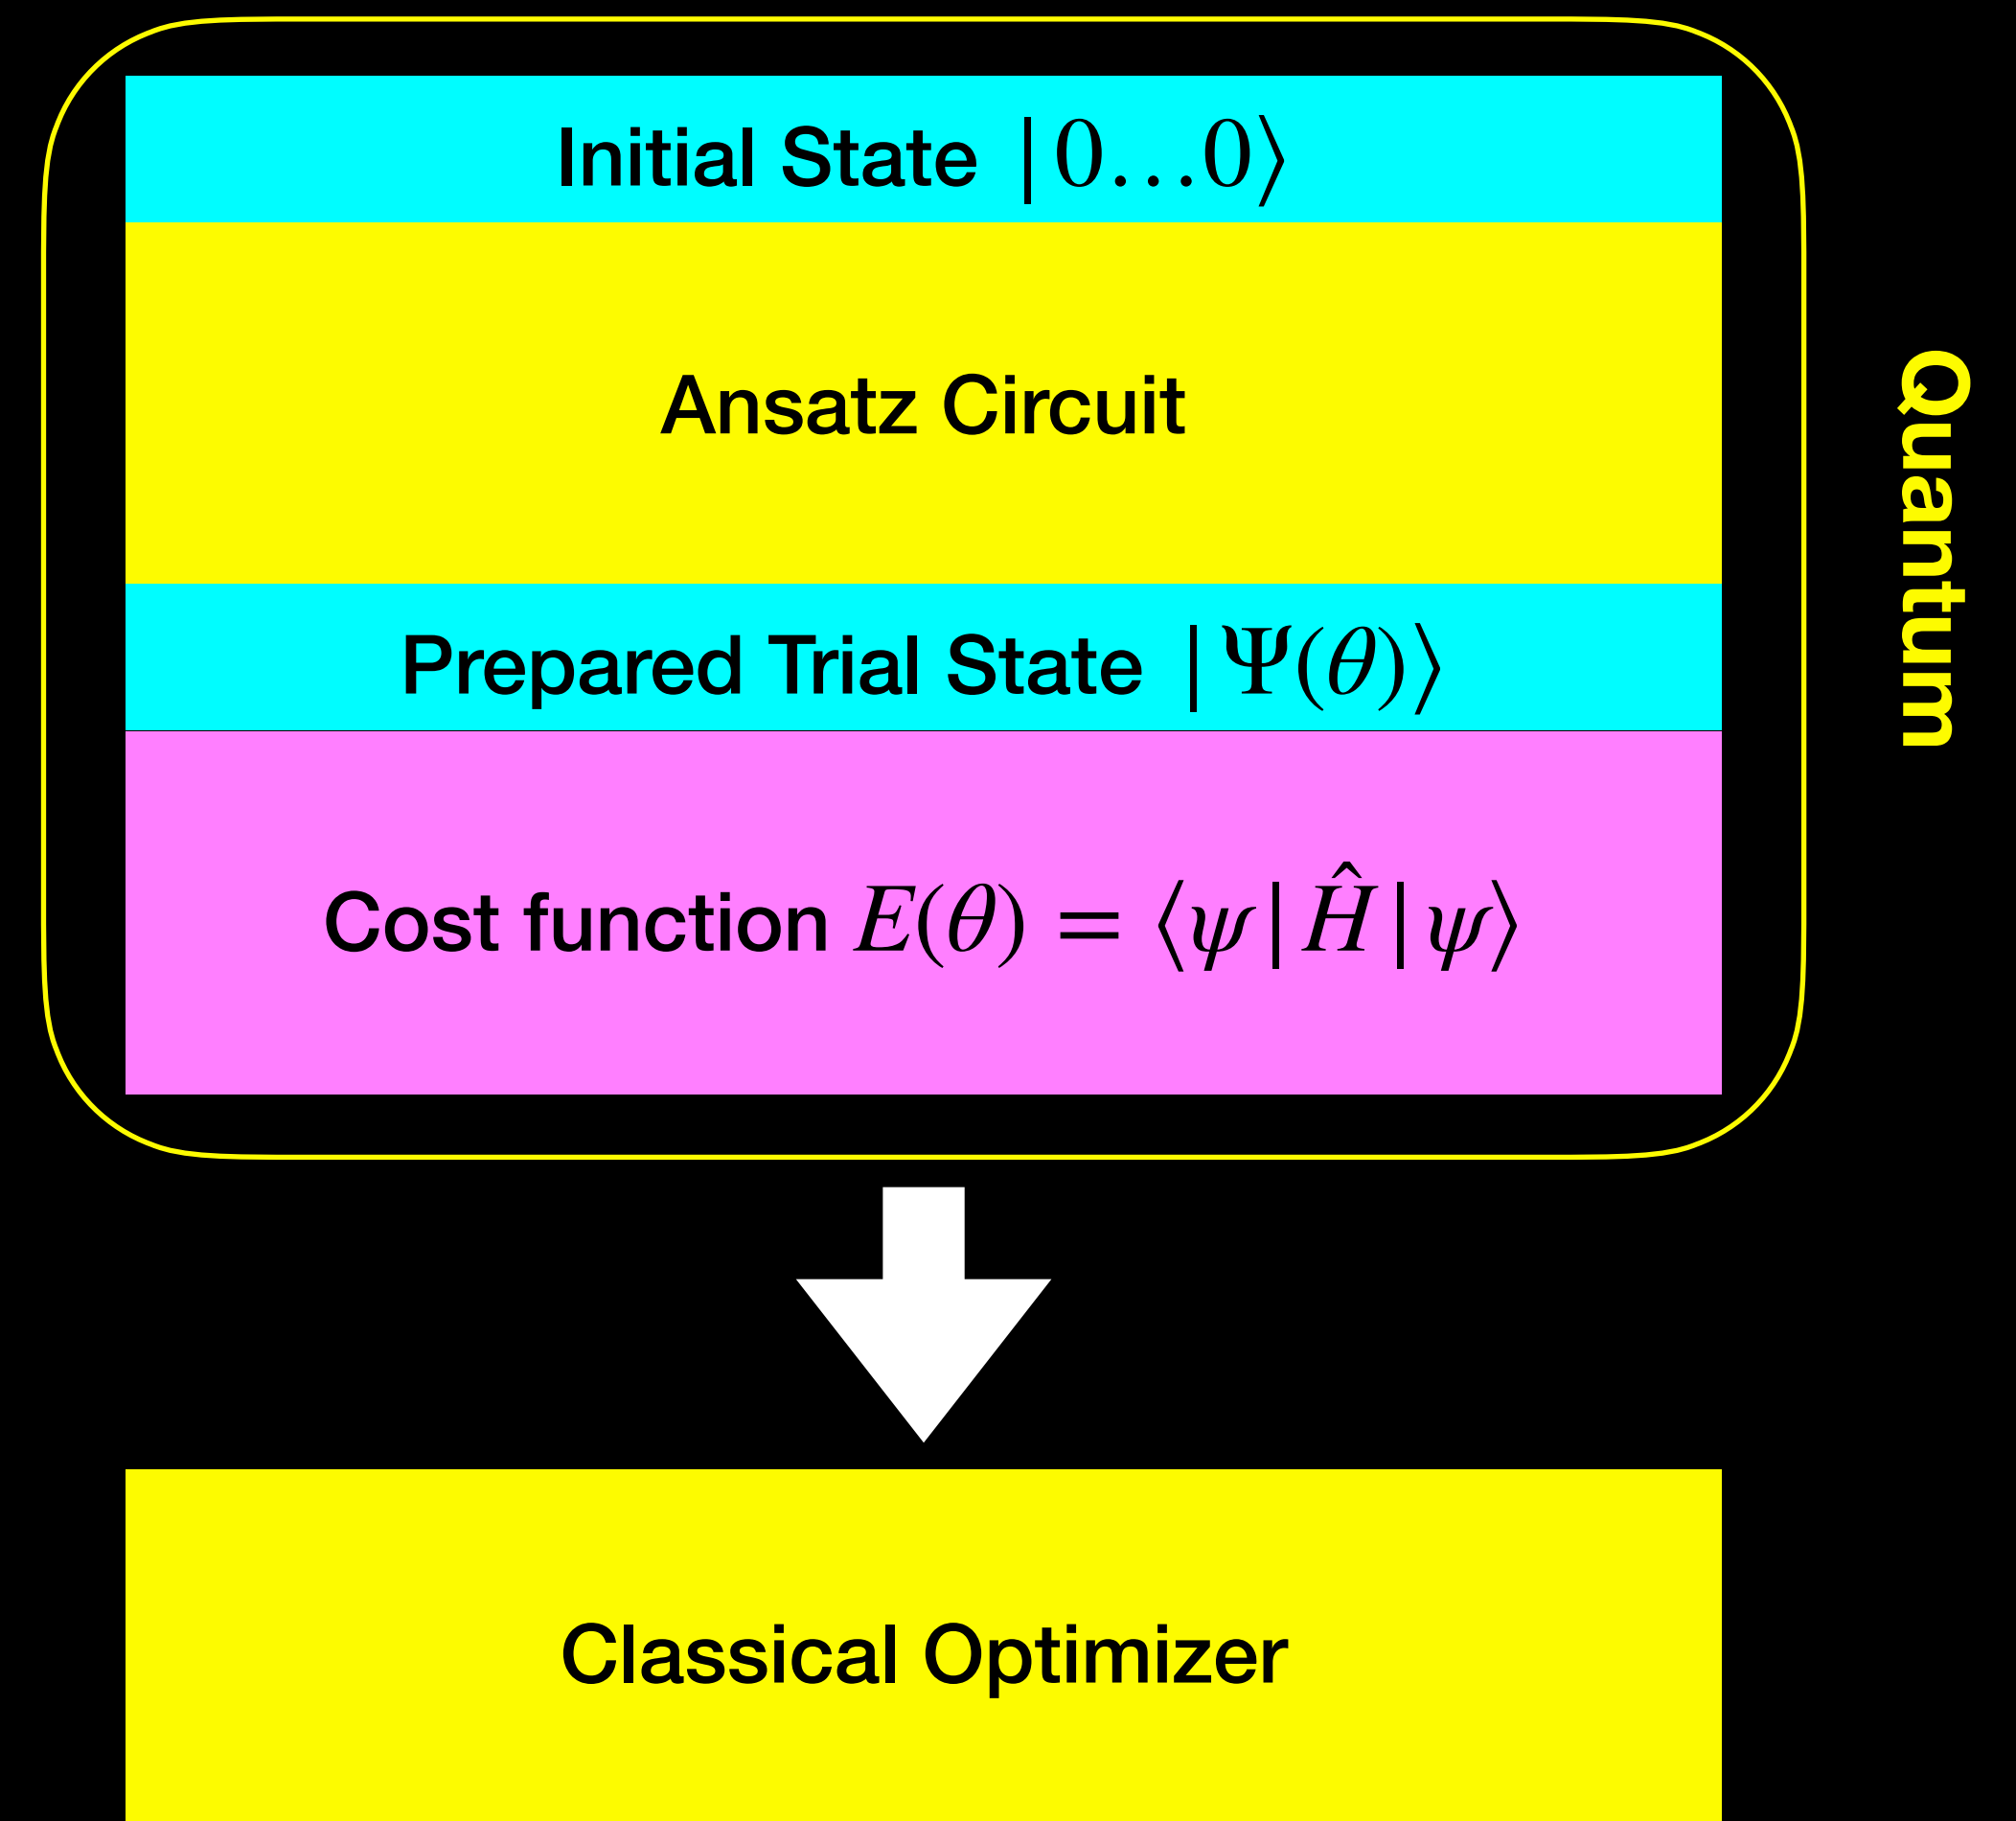 Initial State |0…0⟩
Ansatz Circuit
Prepared Trial State |Ψ(θ)⟩
Cost function E(θ) = ⟨ψ|Ĥ|ψ⟩
Quantum
Classical Optimizer